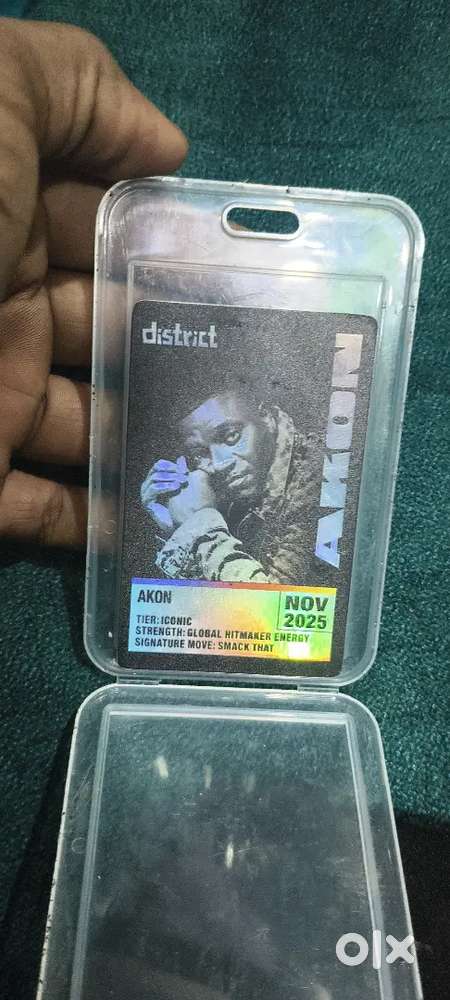 district
AKON
AKON
TIER: ICONIC
STRENGTH: GLOBAL HITMAKER ENERGY
SIGNATURE MOVE: SMACK THAT
NOV
2025
olx